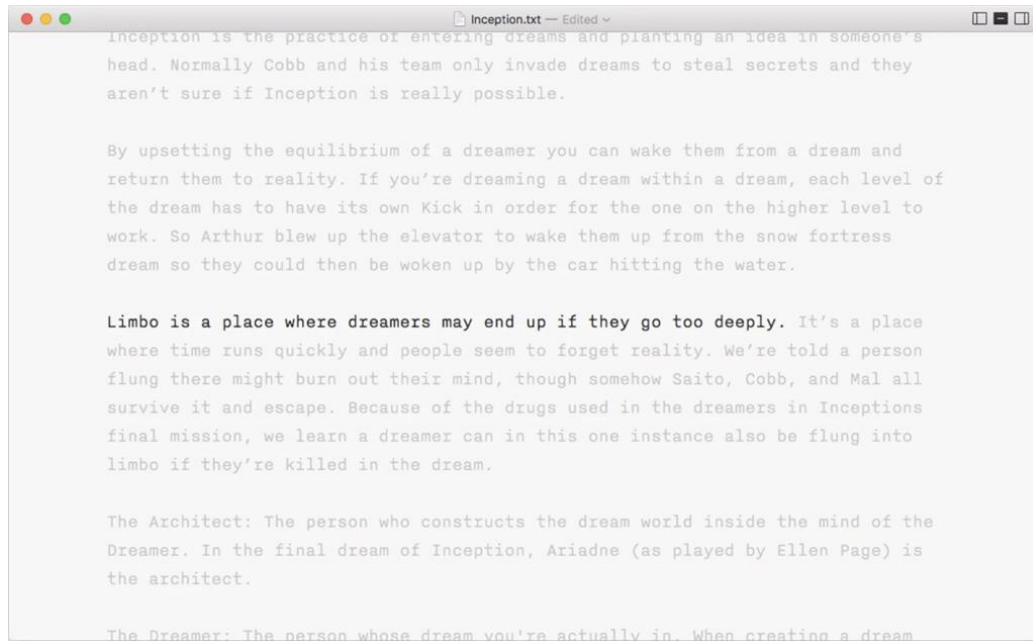 Inception.txt — Edited
Inception is the practice of entering dreams and planting an idea in someone's
head. Normally Cobb and his team only invade dreams to steal secrets and they
aren't sure if Inception is really possible.
By upsetting the equilibrium of a dreamer you can wake them from a dream and
return them to reality. If you're dreaming a dream within a dream, each level of
the dream has to have its own Kick in order for the one on the higher level to
work. So Arthur blew up the elevator to wake them up from the snow fortress
dream so they could then be woken up by the car hitting the water.
Limbo is a place where dreamers may end up if they go too deeply. It's a place
where time runs quickly and people seem to forget reality. We're told a person
flung there might burn out their mind, though somehow Saito, Cobb, and Mal all
survive it and escape. Because of the drugs used in the dreamers in Inceptions
final mission, we learn a dreamer can in this one instance also be flung into
limbo if they're killed in the dream.
The Architect: The person who constructs the dream world inside the mind of the
Dreamer. In the final dream of Inception, Ariadne (as played by Ellen Page) is
the architect.
The Dreamer: The person whose dream you're actually in. When creating a dream